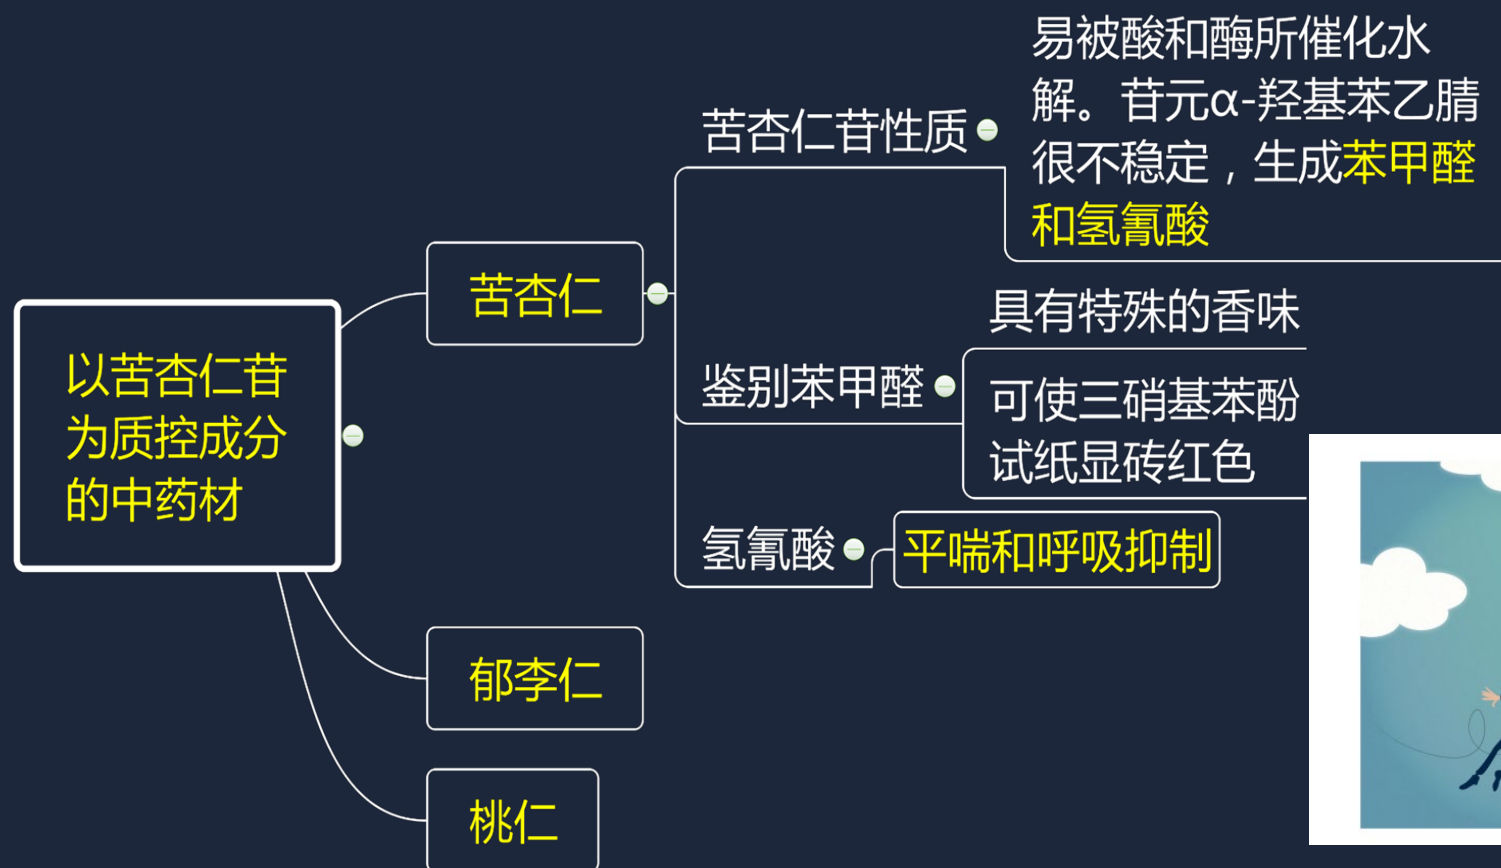 以苦杏仁苷
为质控成分
的中药材
苦杏仁
苦杏仁苷性质
易被酸和酶所催化水
解。苷元α-羟基苯乙腈
很不稳定，生成苯甲醛
和氢氰酸
鉴别苯甲醛
具有特殊的香味
可使三硝基苯酚
试纸显砖红色
氢氰酸
平喘和呼吸抑制
郁李仁
桃仁